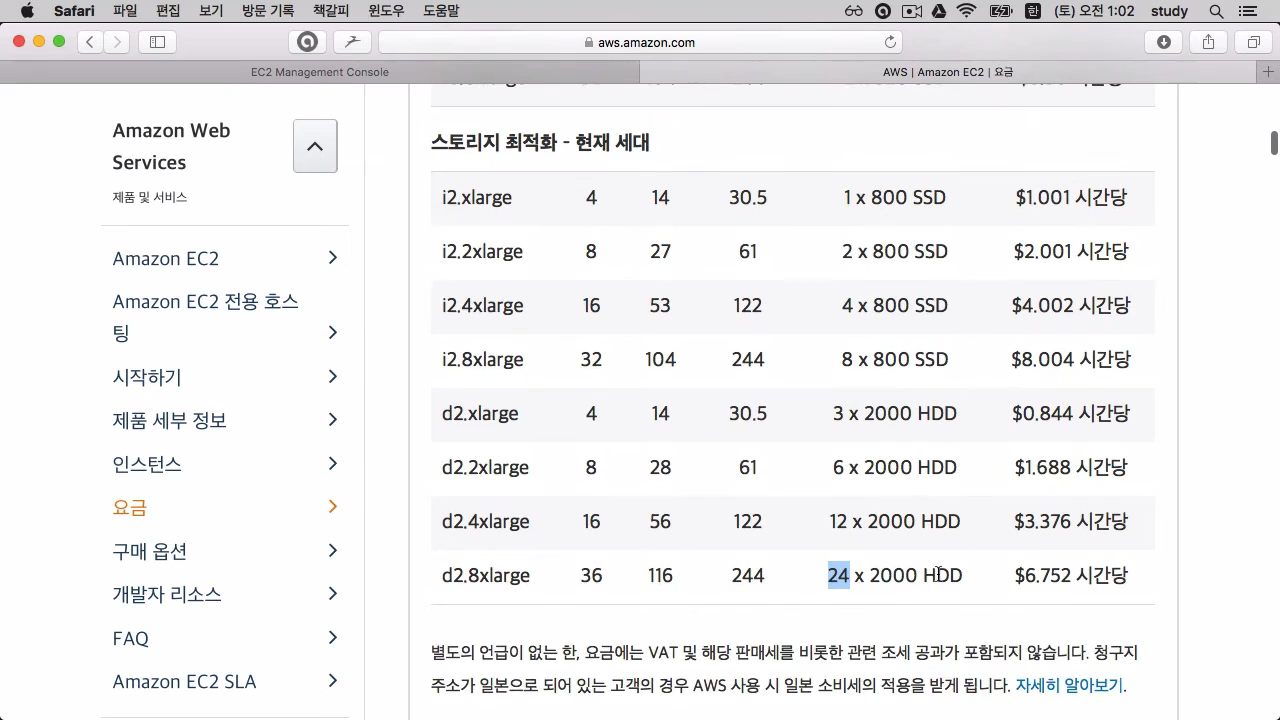 Safari 파일 편집 보기 방문 기록 책갈피 윈도우 도움말 한 (토) 오전 1:02 study
aws.amazon.com
EC2 Management Console AWS | Amazon EC2 | 요금
Amazon Web
Services
제품 및 서비스
Amazon EC2
Amazon EC2 전용 호스
팅
시작하기
제품 세부 정보
인스턴스
요금
구매 옵션
개발자 리소스
FAQ
Amazon EC2 SLA
스토리지 최적화 - 현재 세대
i2.xlarge 4 14 30.5 1 x 800 SSD $1.001 시간당
i2.2xlarge 8 27 61 2 x 800 SSD $2.001 시간당
i2.4xlarge 16 53 122 4 x 800 SSD $4.002 시간당
i2.8xlarge 32 104 244 8 x 800 SSD $8.004 시간당
d2.xlarge 4 14 30.5 3 x 2000 HDD $0.844 시간당
d2.2xlarge 8 28 61 6 x 2000 HDD $1.688 시간당
d2.4xlarge 16 56 122 12 x 2000 HDD $3.376 시간당
d2.8xlarge 36 116 244 24 x 2000 HDD $6.752 시간당
별도의 언급이 없는 한, 요금에는 VAT 및 해당 판매세를 비롯한 관련 조세 공과가 포함되지 않습니다. 청구지
주소가 일본으로 되어 있는 고객의 경우 AWS 사용 시 일본 소비세의 적용을 받게 됩니다. 자세히 알아보기.